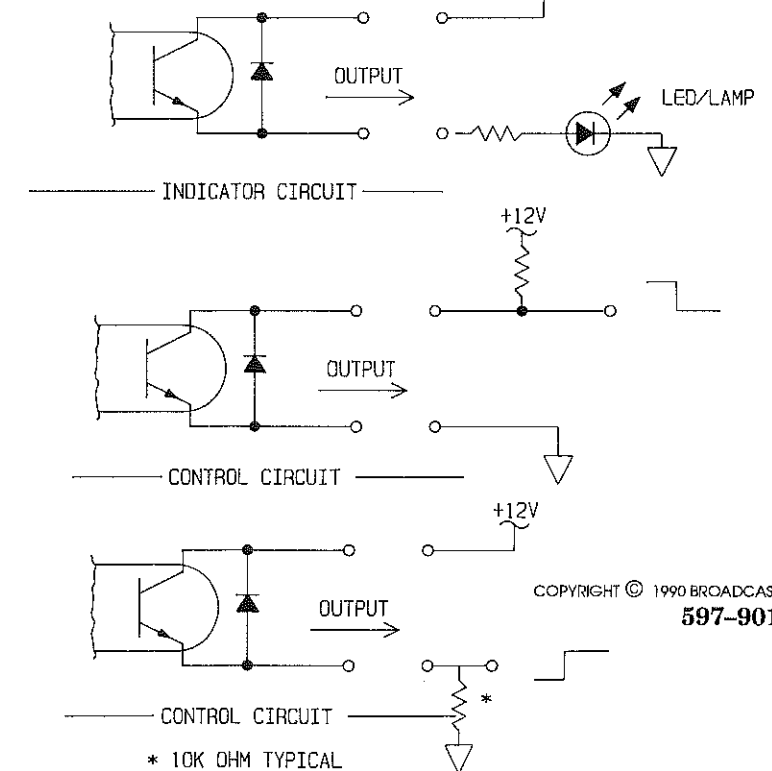 OUTPUT
LED/LAMP
INDICATOR CIRCUIT
+12V
OUTPUT
CONTROL CIRCUIT
+12V
COPYRIGHT © 1990 BROADCAS
597–901
OUTPUT
*
CONTROL CIRCUIT
* 10K OHM TYPICAL